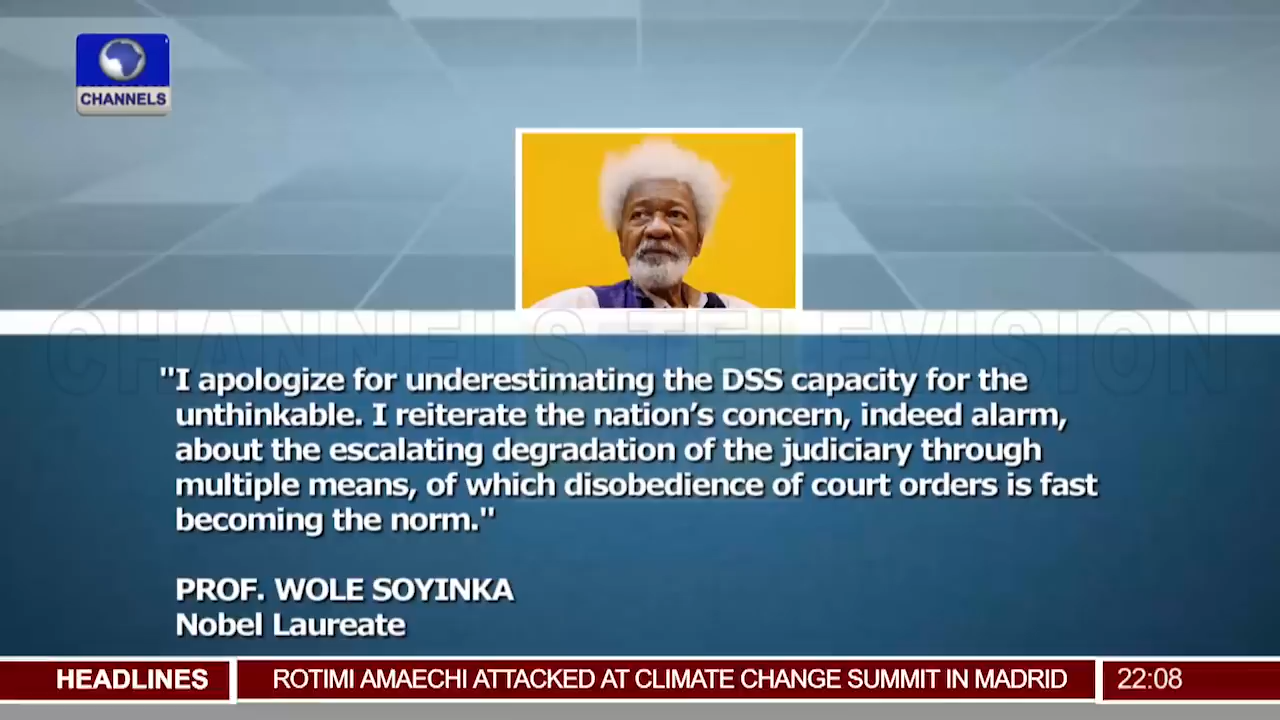 CHANNELS
CHANNELS TELEVISION
"I apologize for underestimating the DSS capacity for the
unthinkable. I reiterate the nation’s concern, indeed alarm,
about the escalating degradation of the judiciary through
multiple means, of which disobedience of court orders is fast
becoming the norm."
PROF. WOLE SOYINKA
Nobel Laureate
HEADLINES
ROTIMI AMAECHI ATTACKED AT CLIMATE CHANGE SUMMIT IN MADRID
22:08